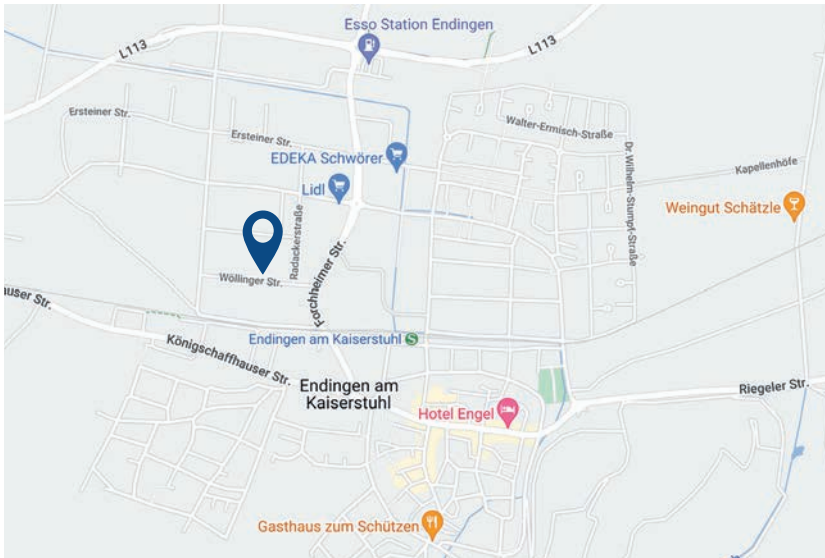 Esso Station Endingen
L113
L113
Ersteiner Str.
Ersteiner Str.
Walter-Ermisch-Straße
EDEKA Schwörer
Dr.-Wilhelm-Stumpf-Straße
Kapellenhöfe
Lidl
Radackerstraße
Weingut Schätzle
Forchheimer Str.
Wöllinger Str.
hauser Str.
Königschaffhauser Str.
Endingen am Kaiserstuhl
S
Endingen am
Kaiserstuhl
Riegeler Str.
Hotel Engel
Gasthaus zum Schützen